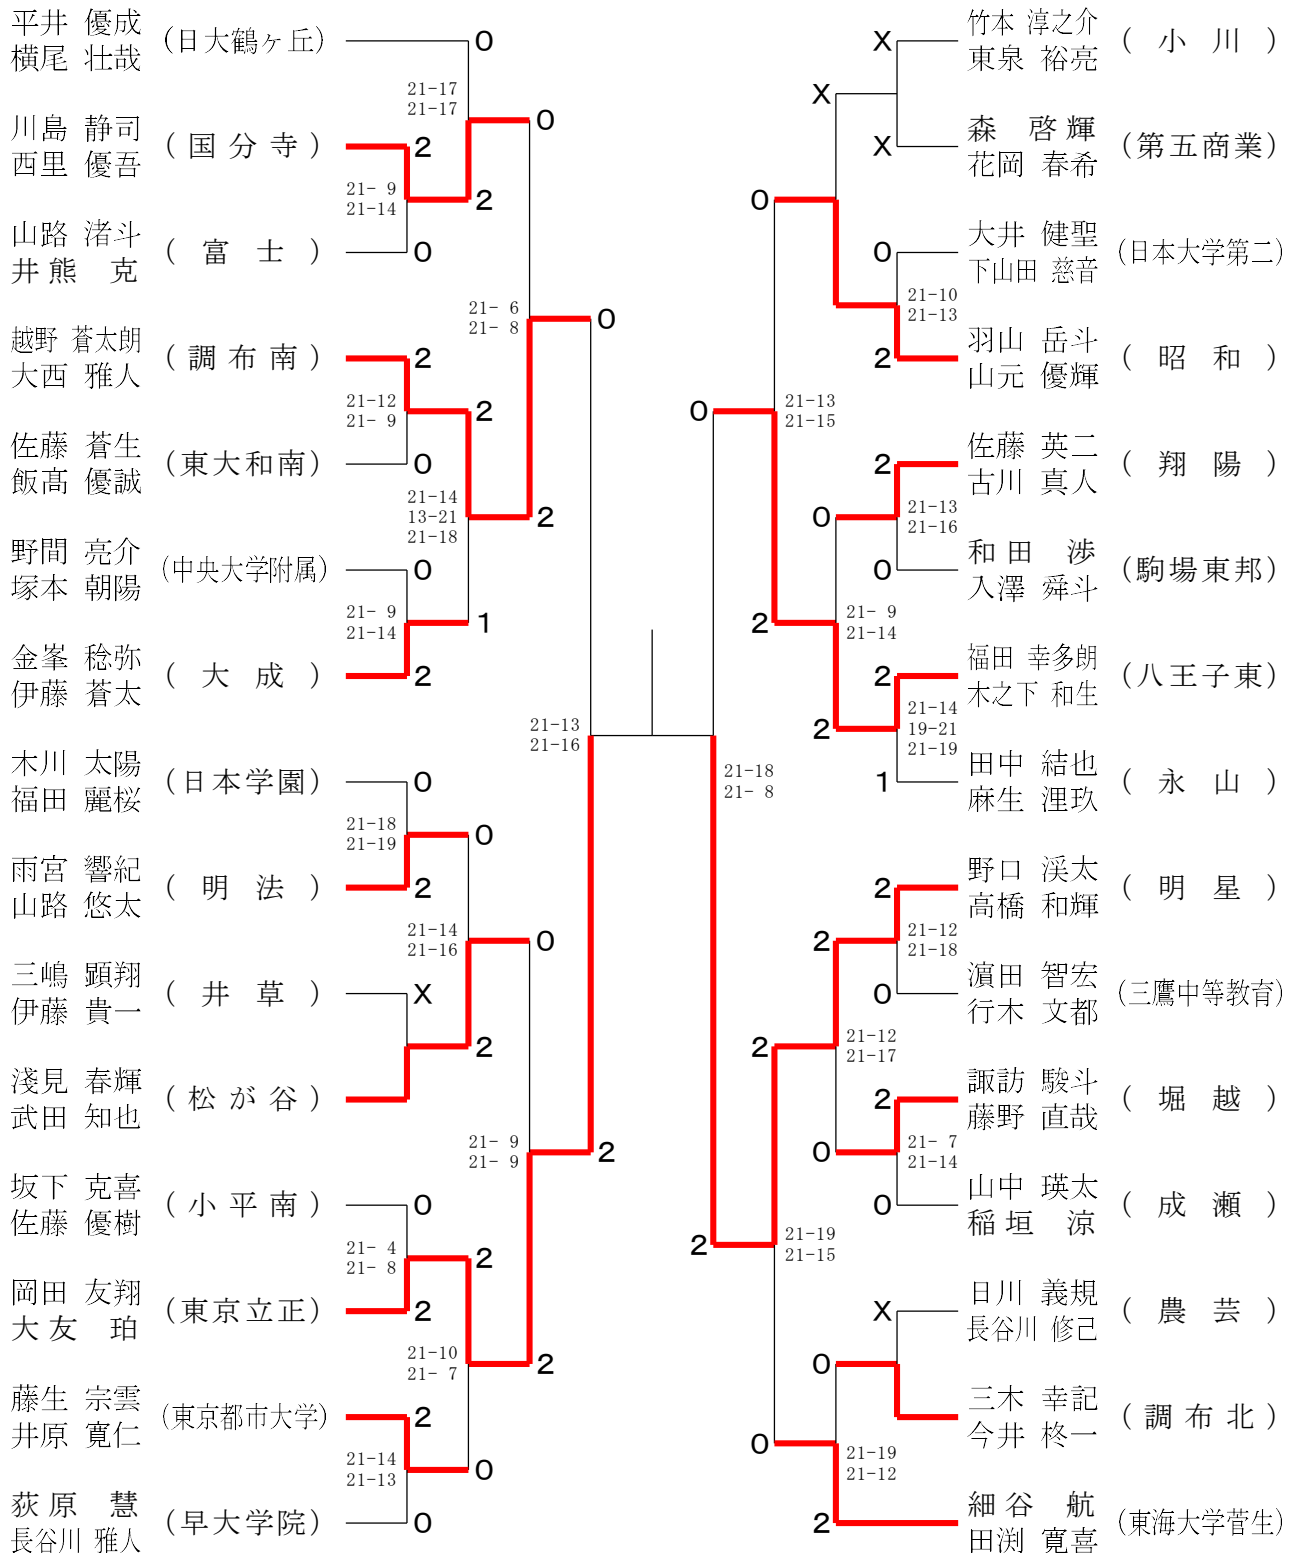 平井 優成
横尾 壮哉
(日大鶴ヶ丘)
0
21-17
21-17
川島 静司
西里 優吾
(国分寺)
2
0
21- 9
21-14
2
山路 渚斗
井熊 克
(富士)
0
21- 6
21- 8
0
越野 蒼太朗
大西 雅人
(調布南)
2
21-12
21- 9
2
佐藤 蒼生
飯髙 優誠
(東大和南)
0
21-14
13-21
21-18
2
野間 亮介
塚本 朝陽
(中央大学附属)
0
21- 9
21-14
1
金峯 稔弥
伊藤 蒼太
(大成)
2
21-13
21-16
木川 太陽
福田 麗桜
(日本学園)
0
21-18
21-19
0
雨宮 響紀
山路 悠太
(明法)
2
21-14
21-16
0
三嶋 顕翔
伊藤 貴一
(井草)
X
2
淺見 春輝
武田 知也
(松が谷)
21- 9
21- 9
2
坂下 克喜
佐藤 優樹
(小平南)
0
21- 4
21- 8
2
岡田 友翔
大友 珀
(東京立正)
2
21-10
21- 7
2
藤生 宗雲
井原 寛仁
(東京都市大学)
2
21-14
21-13
0
荻原 慧
長谷川 雅人
(早大学院)
0
X
竹本 淳之介
東泉 裕亮
(小川)
X
X
森 啓輝
花岡 春希
(第五商業)
0
0
大井 健聖
下山田 慈音
(日本大学第二)
21-10
21-13
2
羽山 岳斗
山元 優輝
(昭和)
0
21-13
21-15
2
佐藤 英二
古川 真人
(翔陽)
0
21-13
21-16
0
和田 渉
入澤 舜斗
(駒場東邦)
2
21- 9
21-14
2
福田 幸多朗
木之下 和生
(八王子東)
2
21-14
19-21
21-19
1
田中 結也
麻生 浬玖
(永山)
21-18
21- 8
2
野口 渓太
高橋 和輝
(明星)
2
21-12
21-18
0
濵田 智宏
行木 文都
(三鷹中等教育)
2
21-12
21-17
2
諏訪 駿斗
藤野 直哉
(堀越)
0
21- 7
21-14
0
山中 瑛太
稲垣 涼
(成瀬)
2
21-19
21-15
X
日川 義規
長谷川 修己
(農芸)
0
三木 幸記
今井 柊一
(調布北)
0
21-19
21-12
2
細谷 航
田渕 寛喜
(東海大学菅生)